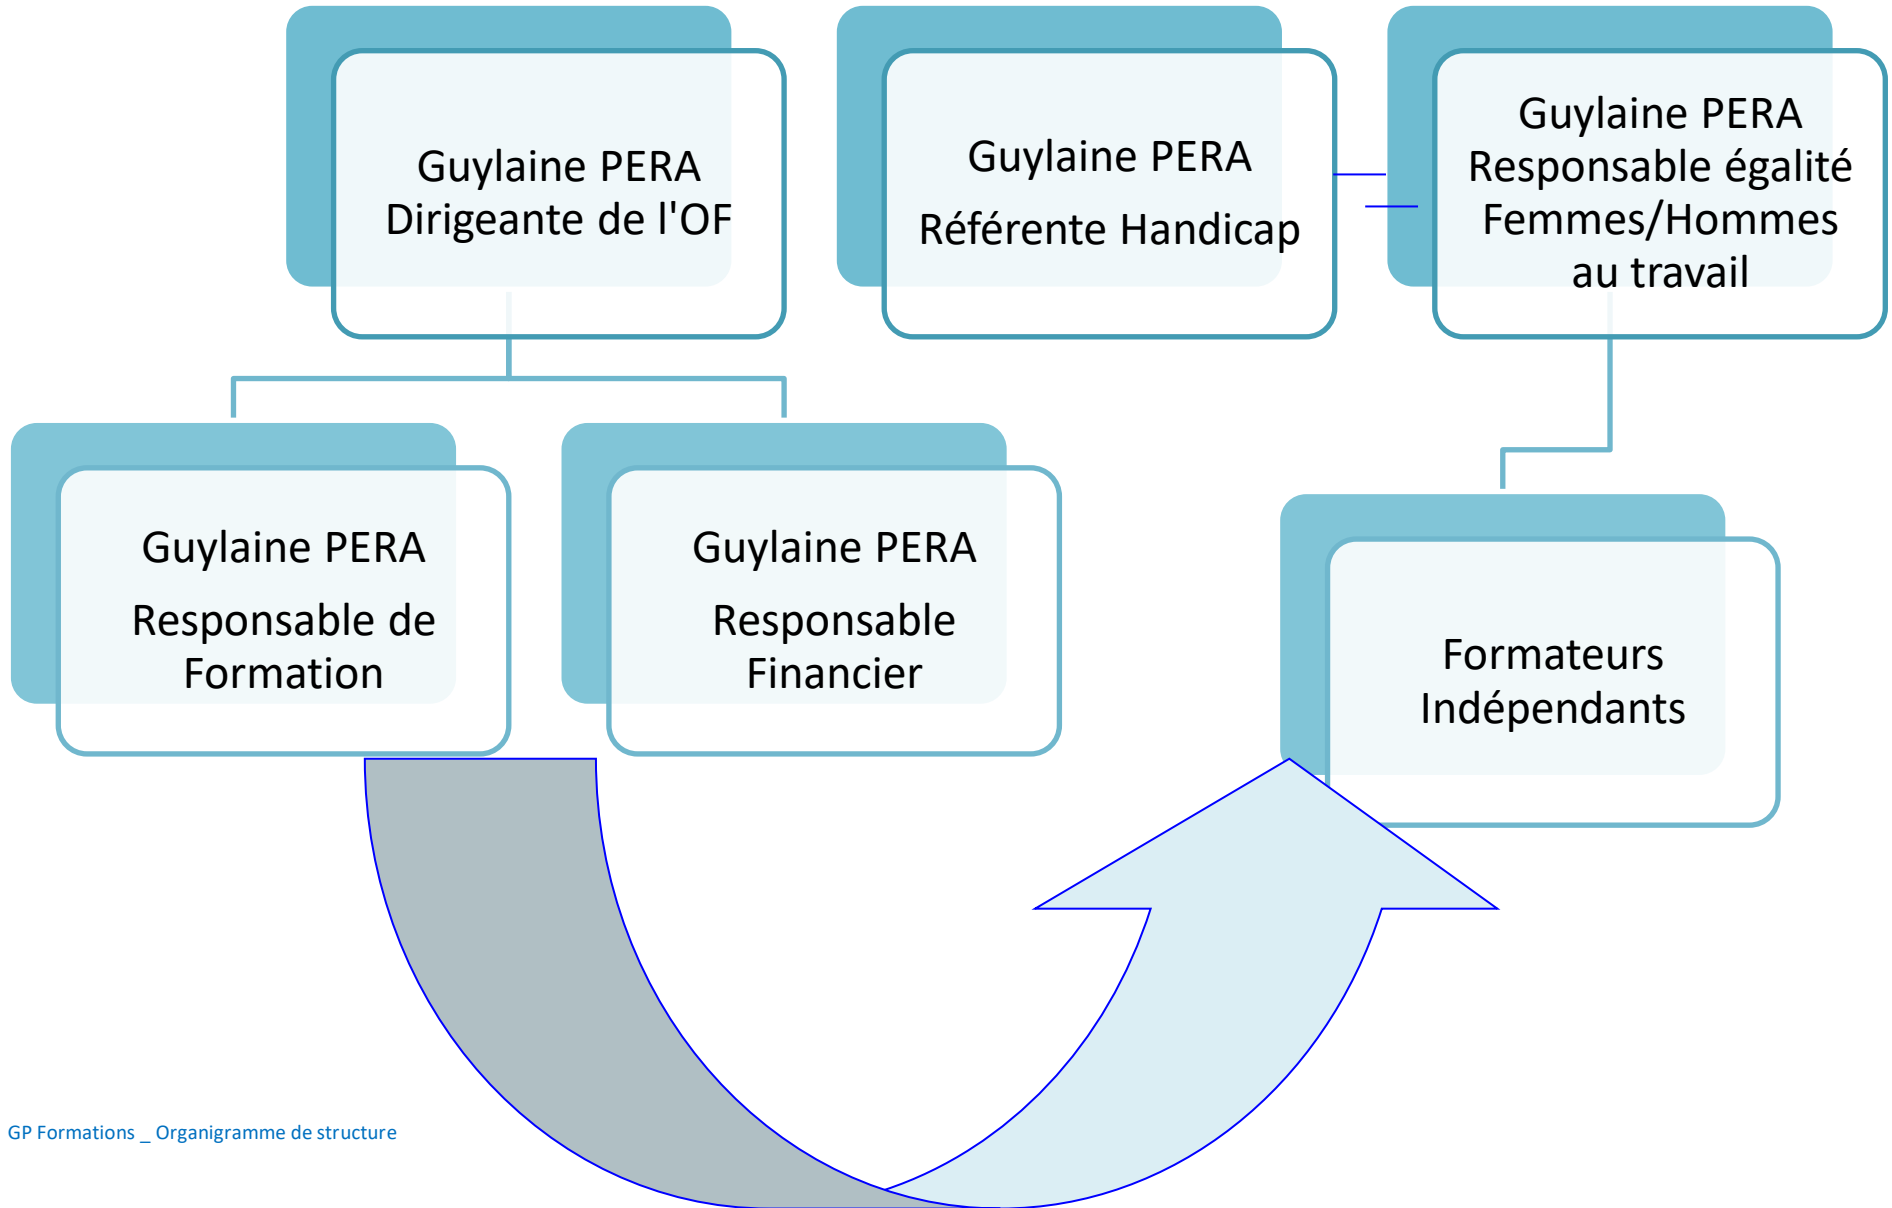 Guylaine PERA
Dirigeante de l'OF
Guylaine PERA
Référente Handicap
Guylaine PERA
Responsable égalité
Femmes/Hommes
au travail
Guylaine PERA
Responsable de
Formation
Guylaine PERA
Responsable
Financier
Formateurs
Indépendants
GP Formations _ Organigramme de structure